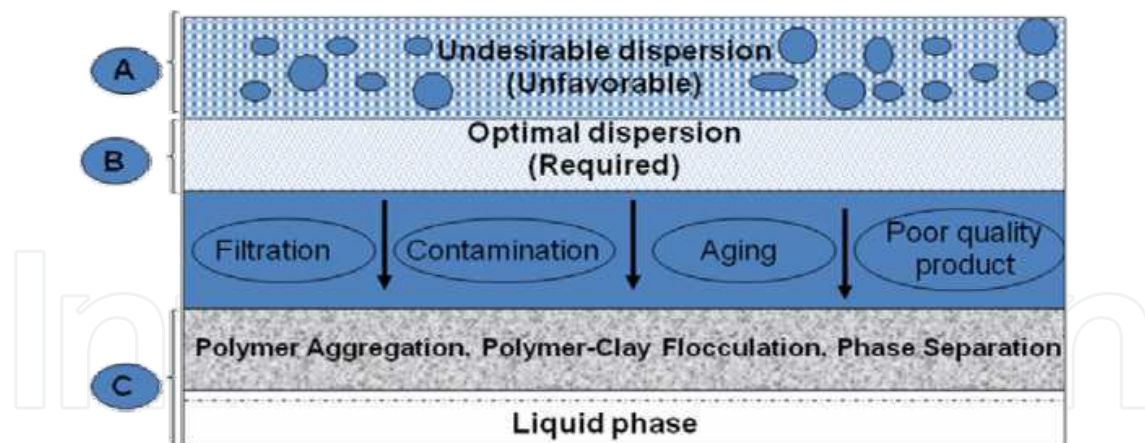 A
Undesirable dispersion
(Unfavorable)
B
Optimal dispersion
(Required)
Filtration
Contamination
Aging
Poor quality
product
C
Polymer Aggregation, Polymer-Clay Flocculation, Phase Separation
Liquid phase